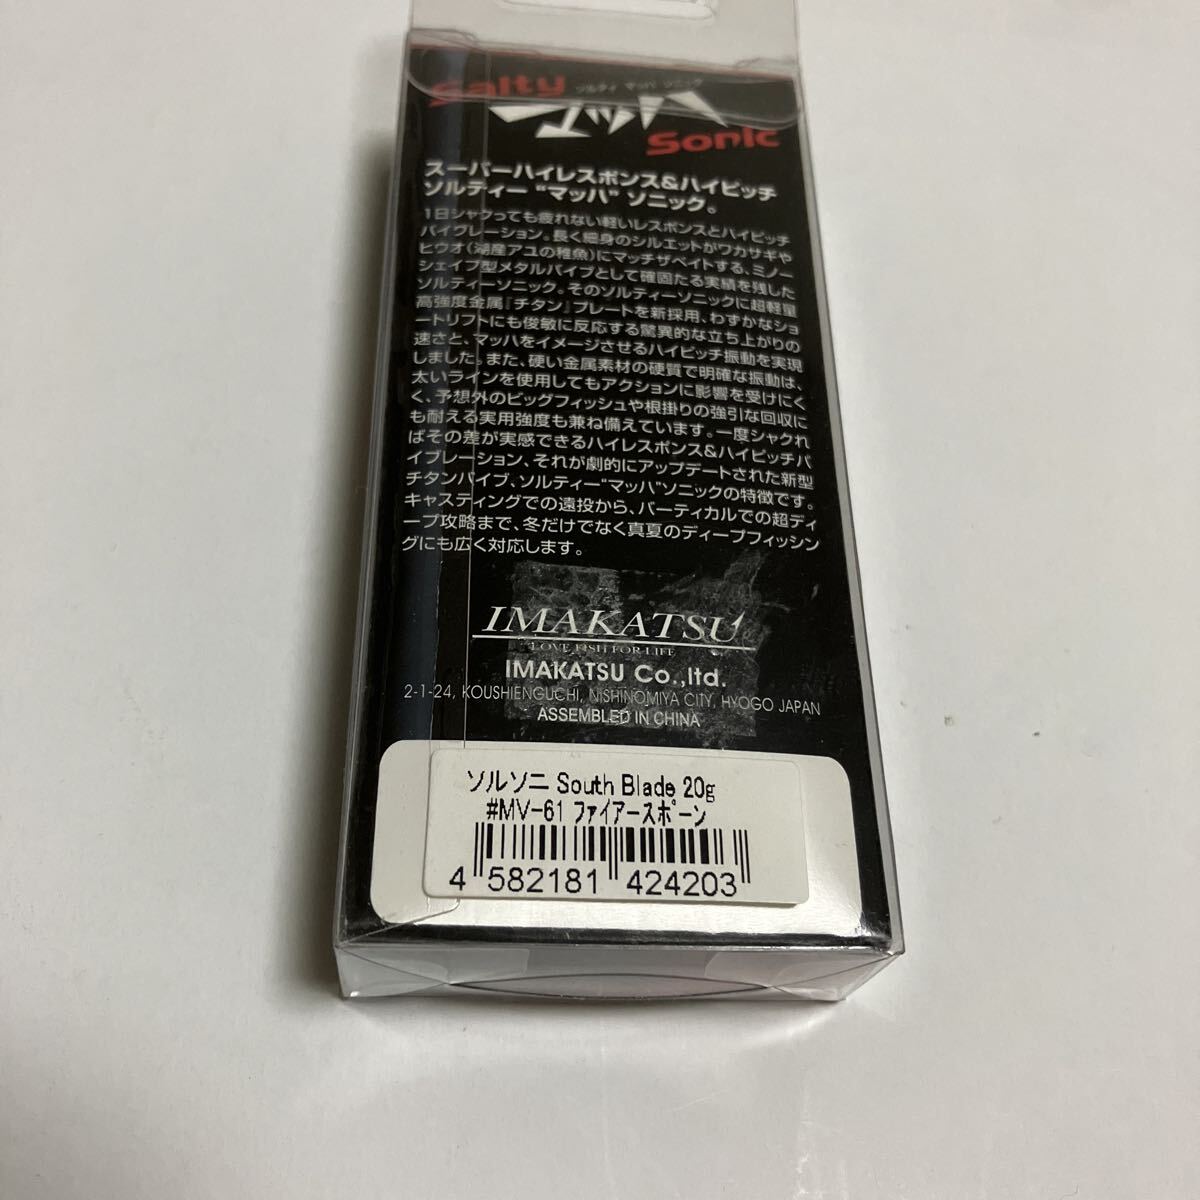 Salty ソルティ マッハ ソニック
マッハ
Sonic
スーパーハイレスポンス&ハイピッチ
ソルティー "マッハ" ソニック。
1日シャクっても疲れない軽いレスポンスとハイピッチ
バイブレーション。長く細身のシルエットがワカサギや
ヒウオ(湖産アユの稚魚)にマッチザベイトする、ミノー
シェイプ型メタルバイブとして確固たる実績を残した
ソルティーソニック。そのソルティーソニックに超軽量
高強度金属『チタン』プレートを新採用、わずかなショ
ートリフトにも俊敏に反応する驚異的な立ち上がりの
速さと、マッハをイメージさせるハイピッチ振動を実現
しました。また、硬い金属素材の硬質で明確な振動は、
太いラインを使用してもアクションに影響を受けにく
く、予想外のビッグフィッシュや根掛りの強引な回収に
も耐える実用強度も兼ね備えています。一度シャクれ
ばその差が実感できるハイレスポンス&ハイピッチバ
イブレーション、それが劇的にアップデートされた新型
チタンバイブ、ソルティー"マッハ"ソニックの特徴です。
キャスティングでの遠投から、バーティカルでの超ディ
ープ攻略まで、冬だけでなく真夏のディープフィッシン
グにも広く対応します。
IMAKATSU
LOVE FISH FOR LIFE
IMAKATSU Co.,ltd.
2-1-24, KOUSHIENGUCHI, NISHINOMIYA CITY, HYOGO JAPAN
ASSEMBLED IN CHINA
ソルソニ South Blade 20g
#MV-61 ファイアースポーン
4 582181 424203